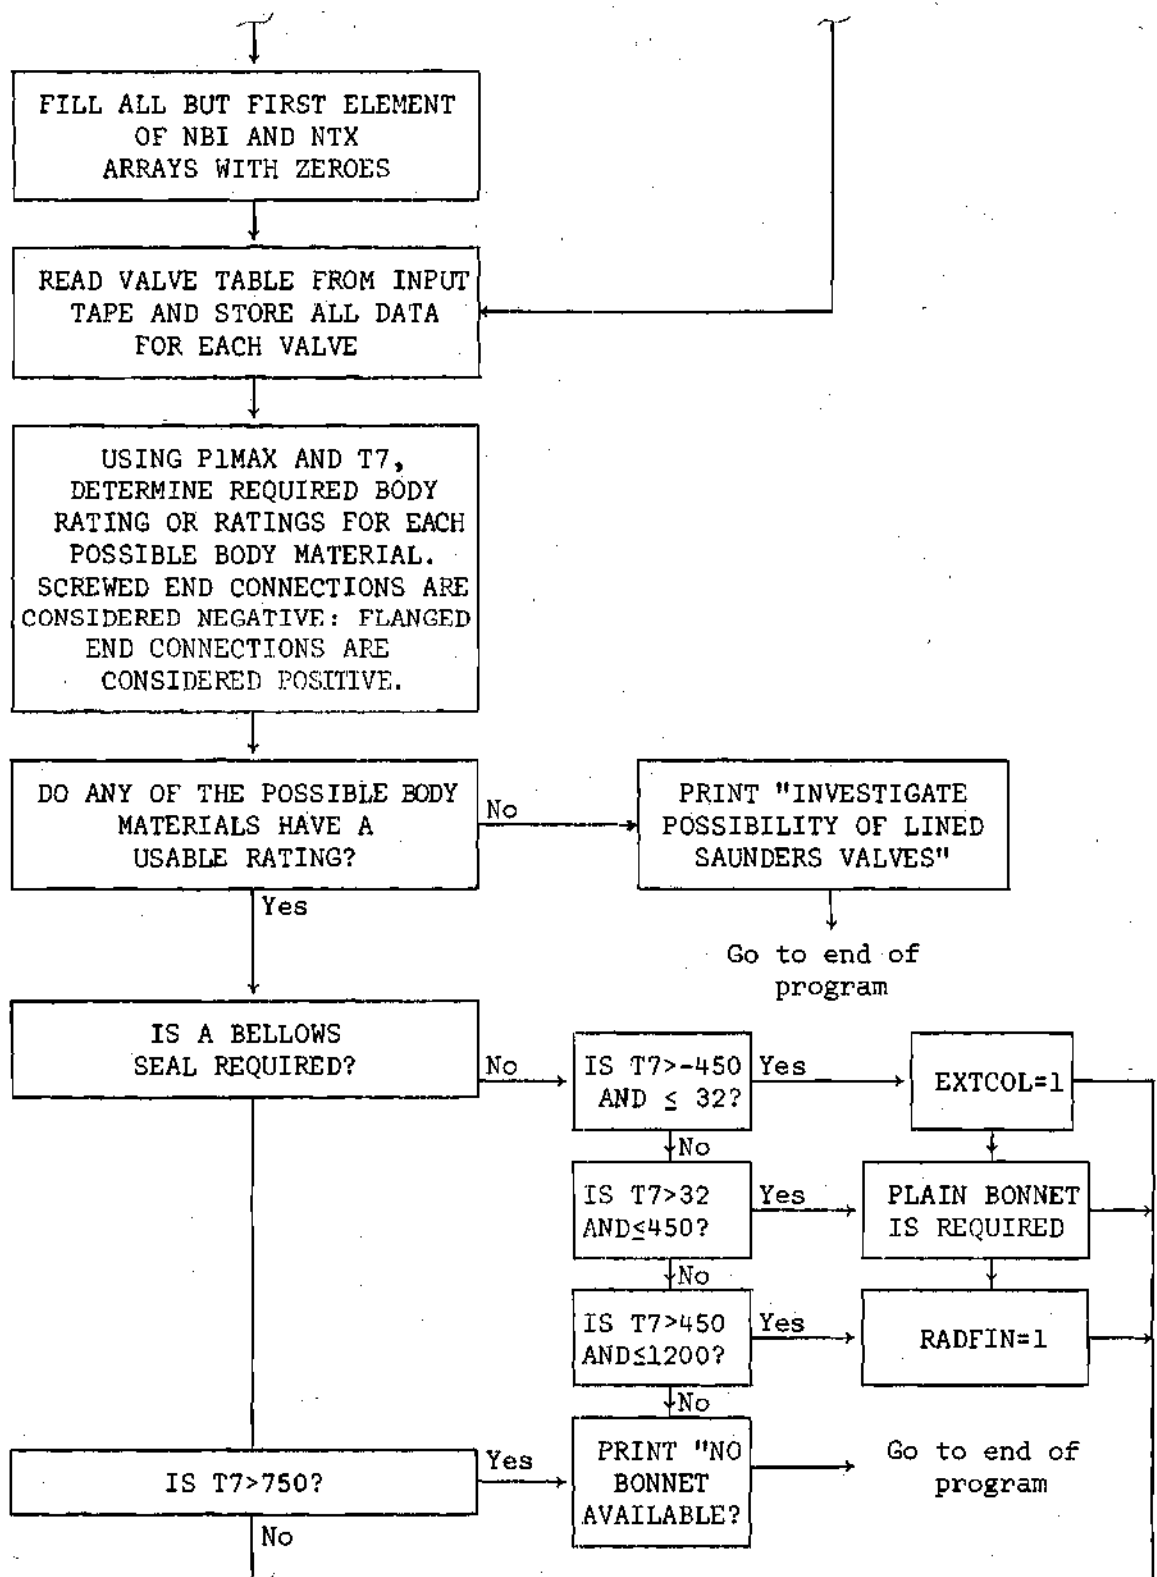 FILL ALL BUT FIRST ELEMENT
OF NBI AND NTX
ARRAYS WITH ZEROES
READ VALVE TABLE FROM INPUT
TAPE AND STORE ALL DATA
FOR EACH VALVE
USING P1MAX AND T7,
DETERMINE REQUIRED BODY
RATING OR RATINGS FOR EACH
POSSIBLE BODY MATERIAL.
SCREWED END CONNECTIONS ARE
CONSIDERED NEGATIVE: FLANGED
END CONNECTIONS ARE
CONSIDERED POSITIVE.
DO ANY OF THE POSSIBLE BODY
MATERIALS HAVE A
USABLE RATING?
No
PRINT "INVESTIGATE
POSSIBILITY OF LINED
SAUNDERS VALVES"
Yes
Go to end of
program
IS A BELLOWS
SEAL REQUIRED?
No
IS T7>-450
AND ≤ 32?
Yes
EXTCOL=1
No
IS T7>32
AND≤450?
Yes
PLAIN BONNET
IS REQUIRED
No
IS T7>450
AND≤1200?
Yes
RADFIN=1
No
IS T7>750?
Yes
PRINT "NO
BONNET
AVAILABLE?
Go to end of
program
No